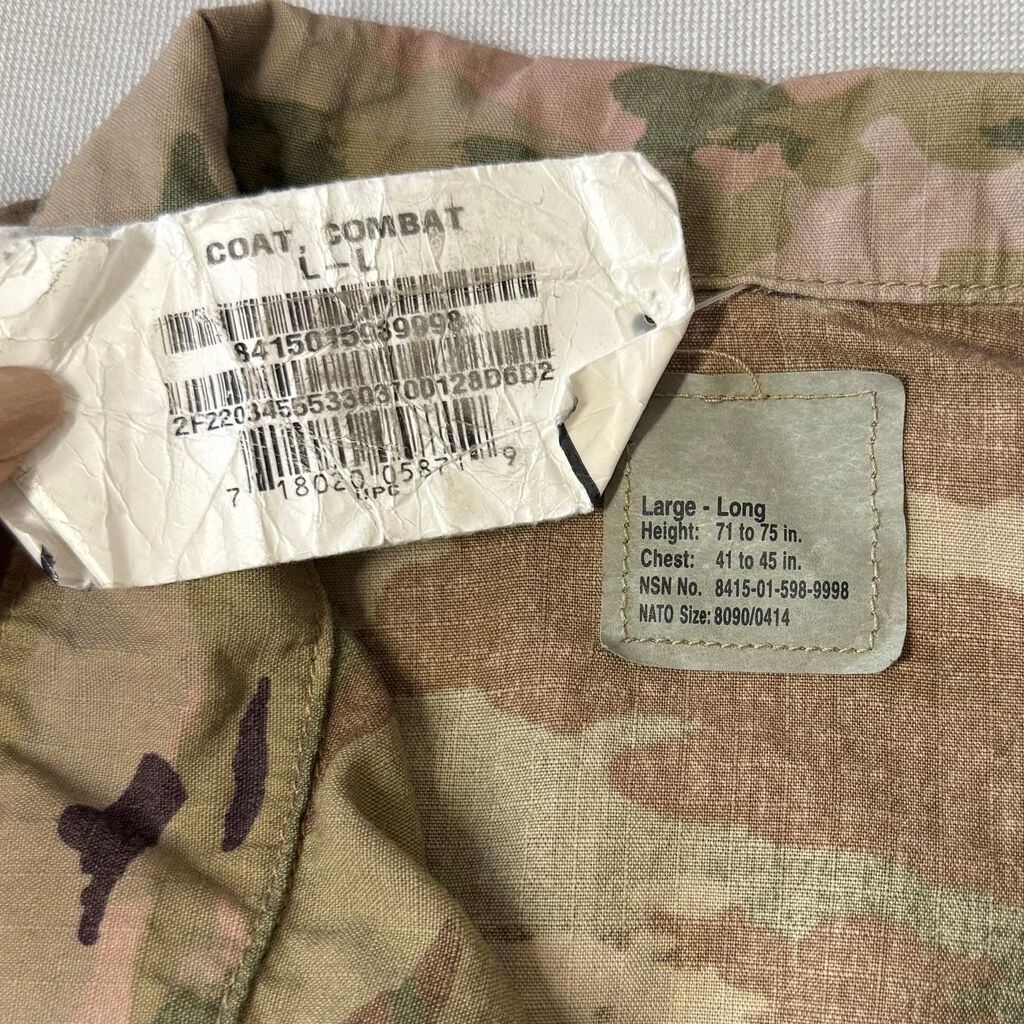 COAT, COMBAT
L-L
8415015989998
2F220345553303700128D6D2
7 18020 05871 9
UPC
Large - Long
Height: 71 to 75 in.
Chest: 41 to 45 in.
NSN No. 8415-01-598-9998
NATO Size: 8090/0414